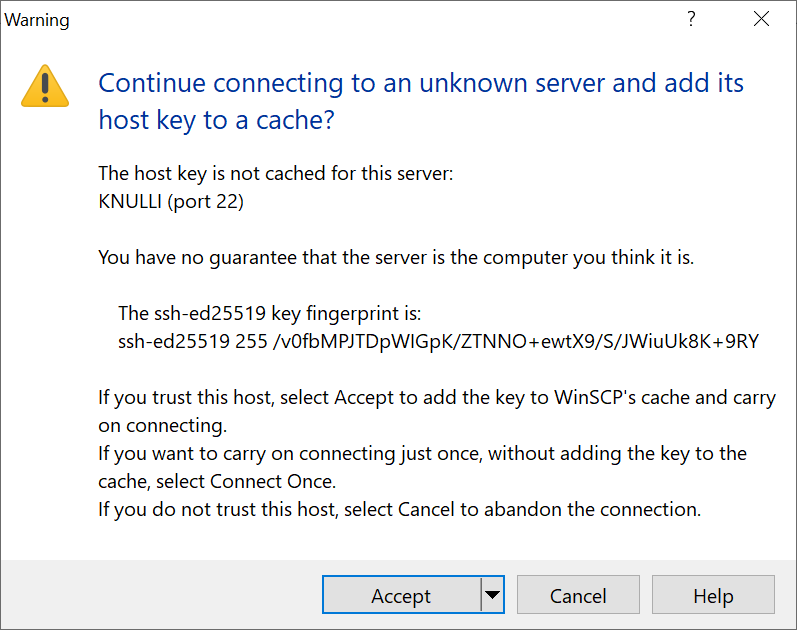 Warning
?
Continue connecting to an unknown server and add its
host key to a cache?
The host key is not cached for this server:
KNULLI (port 22)
You have no guarantee that the server is the computer you think it is.
The ssh-ed25519 key fingerprint is:
ssh-ed25519 255 /v0fbMPJTDpWIGpK/ZTNNO+ewtX9/S/JWiuUk8K+9RY
If you trust this host, select Accept to add the key to WinSCP's cache and carry
on connecting.
If you want to carry on connecting just once, without adding the key to the
cache, select Connect Once.
If you do not trust this host, select Cancel to abandon the connection.
Accept
Cancel
Help